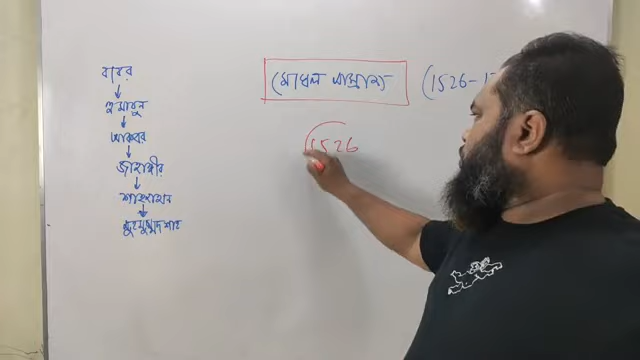 বাবর
হুমায়ুন
আকবর
জাহাঙ্গীর
শাহজাহান
মোঘল সাম্রাজ্য (1526-1
1526